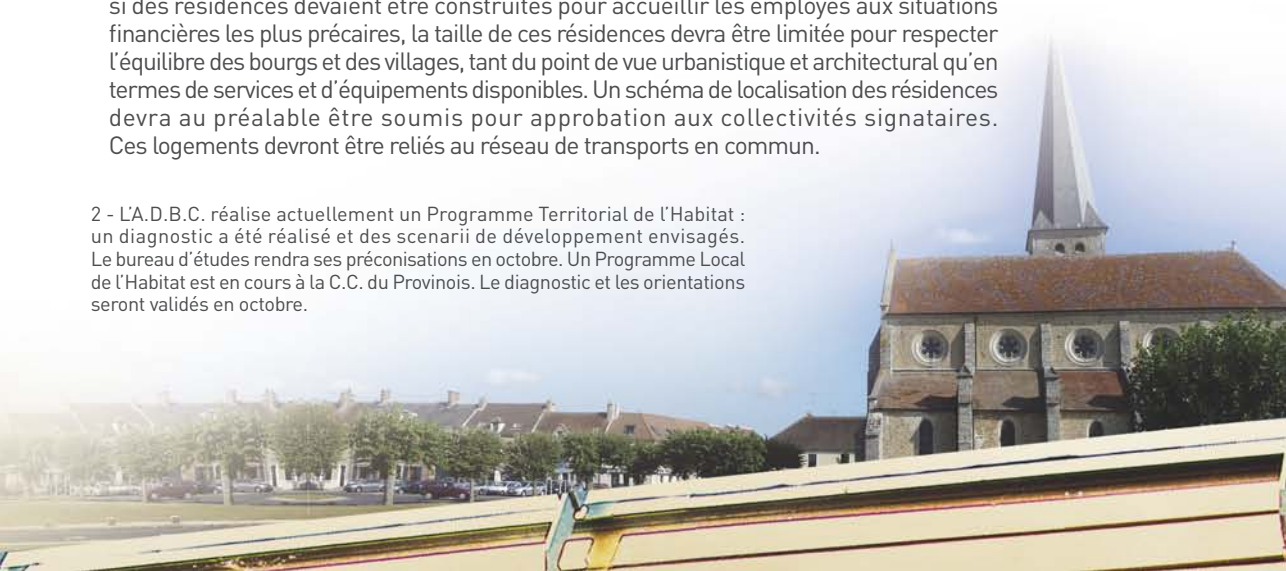 si des résidences devaient être construites pour accueillir les employés aux situations
financières les plus précaires, la taille de ces résidences devra être limitée pour respecter
l’équilibre des bourgs et des villages, tant du point de vue urbanistique et architectural qu’en
termes de services et d’équipements disponibles. Un schéma de localisation des résidences
devra au préalable être soumis pour approbation aux collectivités signataires.
Ces logements devront être reliés au réseau de transports en commun.
2 - L’A.D.B.C. réalise actuellement un Programme Territorial de l’Habitat :
un diagnostic a été réalisé et des scenarii de développement envisagés.
Le bureau d’études rendra ses préconisations en octobre. Un Programme Local
de l’Habitat est en cours à la C.C. du Provinois. Le diagnostic et les orientations
seront validés en octobre.